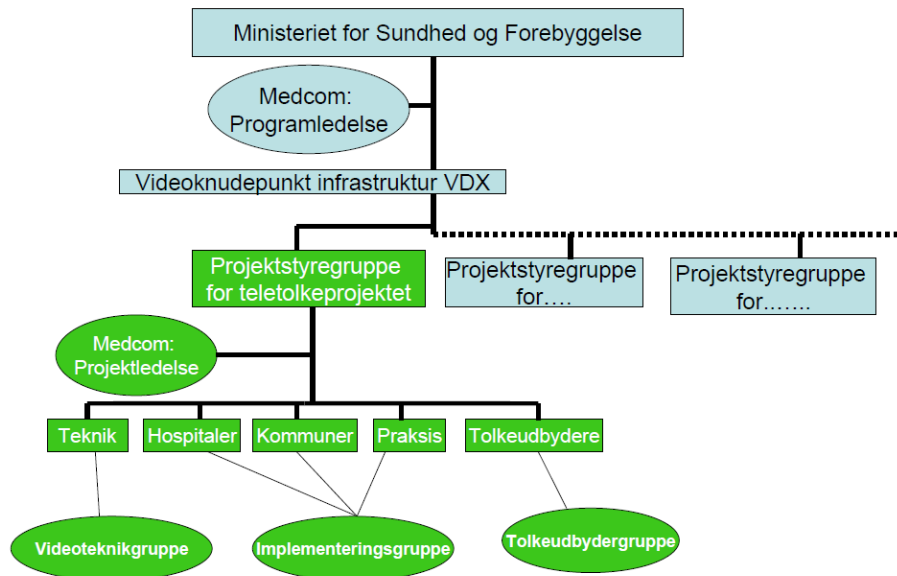 Ministeriet for Sundhed og Forebyggelse
Medcom:
Programledelse
Videoknudepunkt infrastruktur VDX
Projektstyregruppe
for teletolkeprojektet
Projektstyregruppe
for….
Projektstyregruppe
for…….
Medcom:
Projektledelse
Teknik
Hospitaler
Kommuner
Praksis
Tolkeudbydere
Videoteknikgruppe
Implementeringsgruppe
Tolkeudbydergruppe